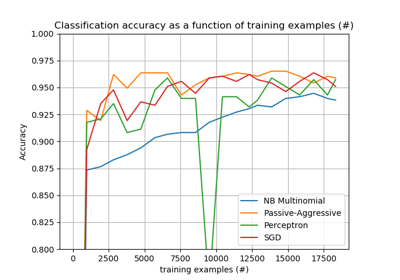 Classification accuracy as a function of training examples (#)
1.000
0.975
0.950
0.925
0.900
0.875
0.850
0.825
0.800
Accuracy
NB Multinomial
Passive-Aggressive
Perceptron
SGD
0 2500 5000 7500 10000 12500 15000 17500
training examples (#)